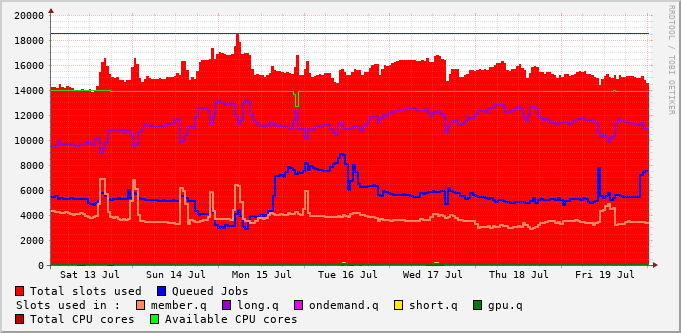 RRDTOOL / TOBI OETIKER
20000
18000
16000
14000
12000
10000
8000
6000
4000
2000
0
Sat 13 Jul Sun 14 Jul Mon 15 Jul Tue 16 Jul Wed 17 Jul Thu 18 Jul Fri 19 Jul
Total slots used Queued Jobs
Slots used in : member.q long.q ondemand.q short.q gpu.q
Total CPU cores Available CPU cores